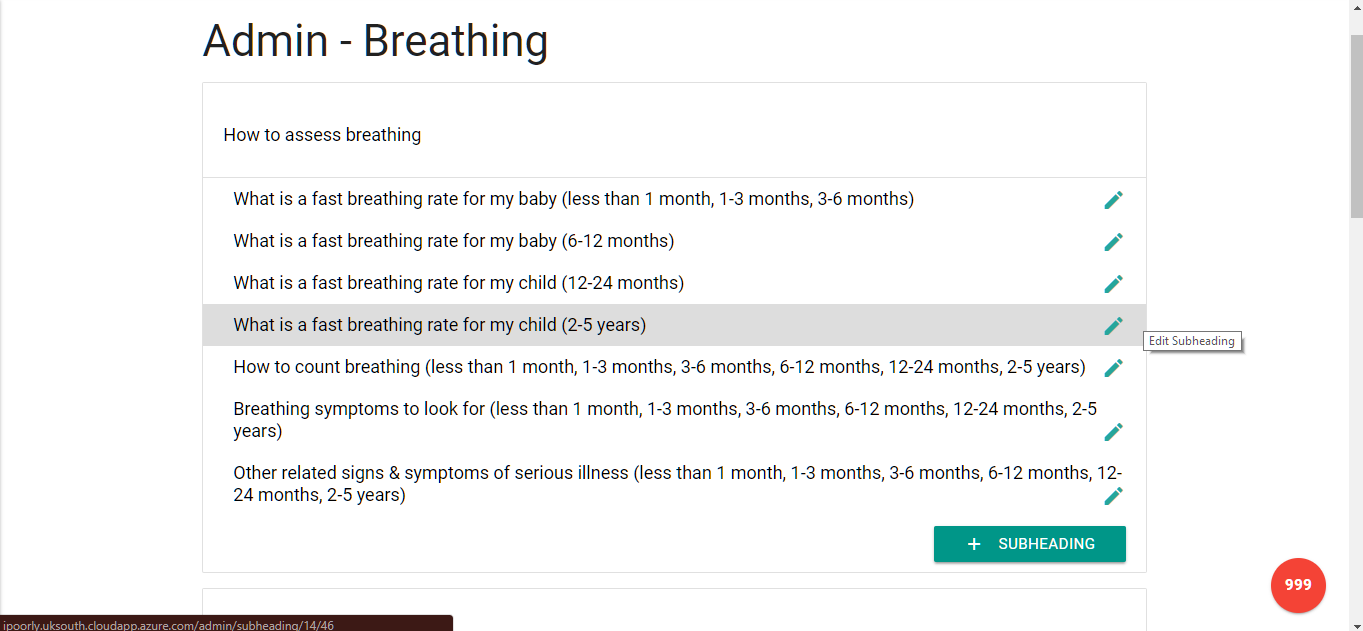 Admin - Breathing
How to assess breathing
What is a fast breathing rate for my baby (less than 1 month, 1-3 months, 3-6 months)
What is a fast breathing rate for my baby (6-12 months)
What is a fast breathing rate for my child (12-24 months)
What is a fast breathing rate for my child (2-5 years)
Edit Subheading
How to count breathing (less than 1 month, 1-3 months, 3-6 months, 6-12 months, 12-24 months, 2-5 years)
Breathing symptoms to look for (less than 1 month, 1-3 months, 3-6 months, 6-12 months, 12-24 months, 2-5
years)
Other related signs & symptoms of serious illness (less than 1 month, 1-3 months, 3-6 months, 6-12 months, 12-
24 months, 2-5 years)
+ SUBHEADING
999
ipoorly.uksouth.cloudapp.azure.com/admin/subheading/14/46